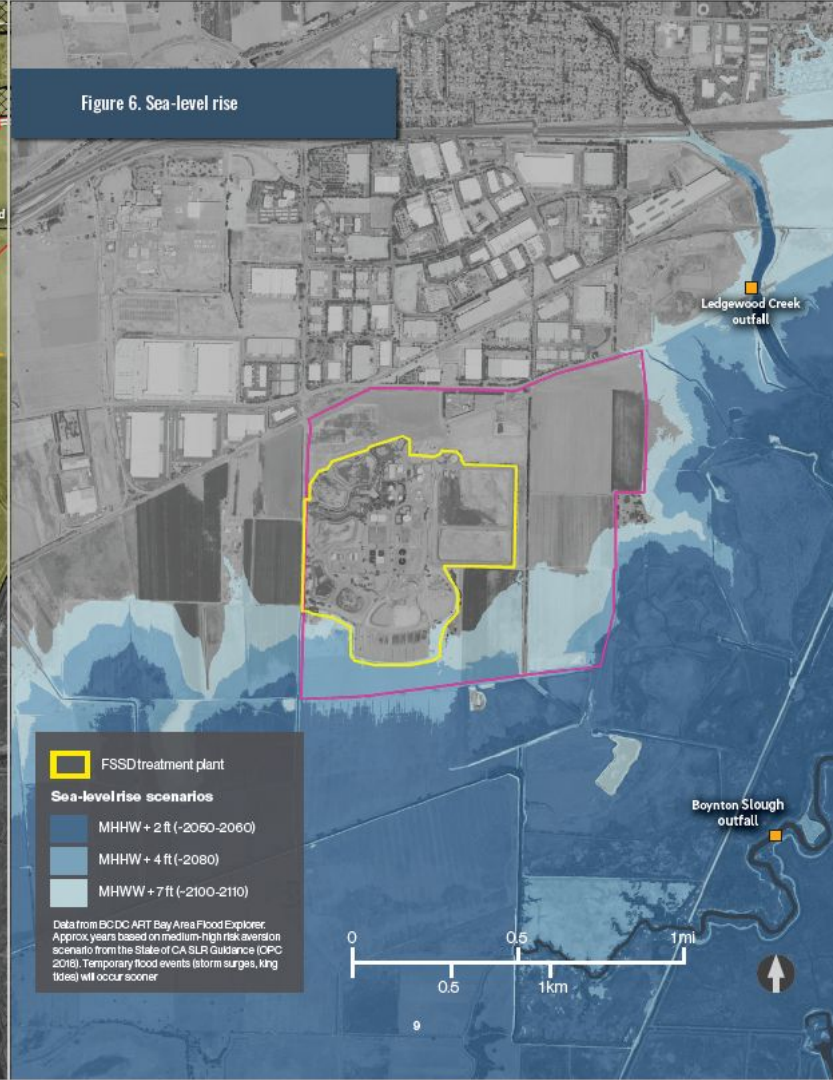 Figure 6. Sea-level rise
d
Ledgewood Creek
outfall
FSSD treatment plant
Sea-level rise scenarios
MHHW + 2 ft (~2050-2060)
MHHW + 4 ft (~2080)
MHWW + 7 ft (~2100-2110)
Data from BCDC ART Bay Area Flood Explorer.
Approx years based on medium-high risk aversion
scenario from the State of CA SLR Guidance (OPC
2018). Temporary flood events (storm surges, king
tides) will occur sooner
Boynton Slough
outfall
0 0.5 1mi
0.5 1km
9